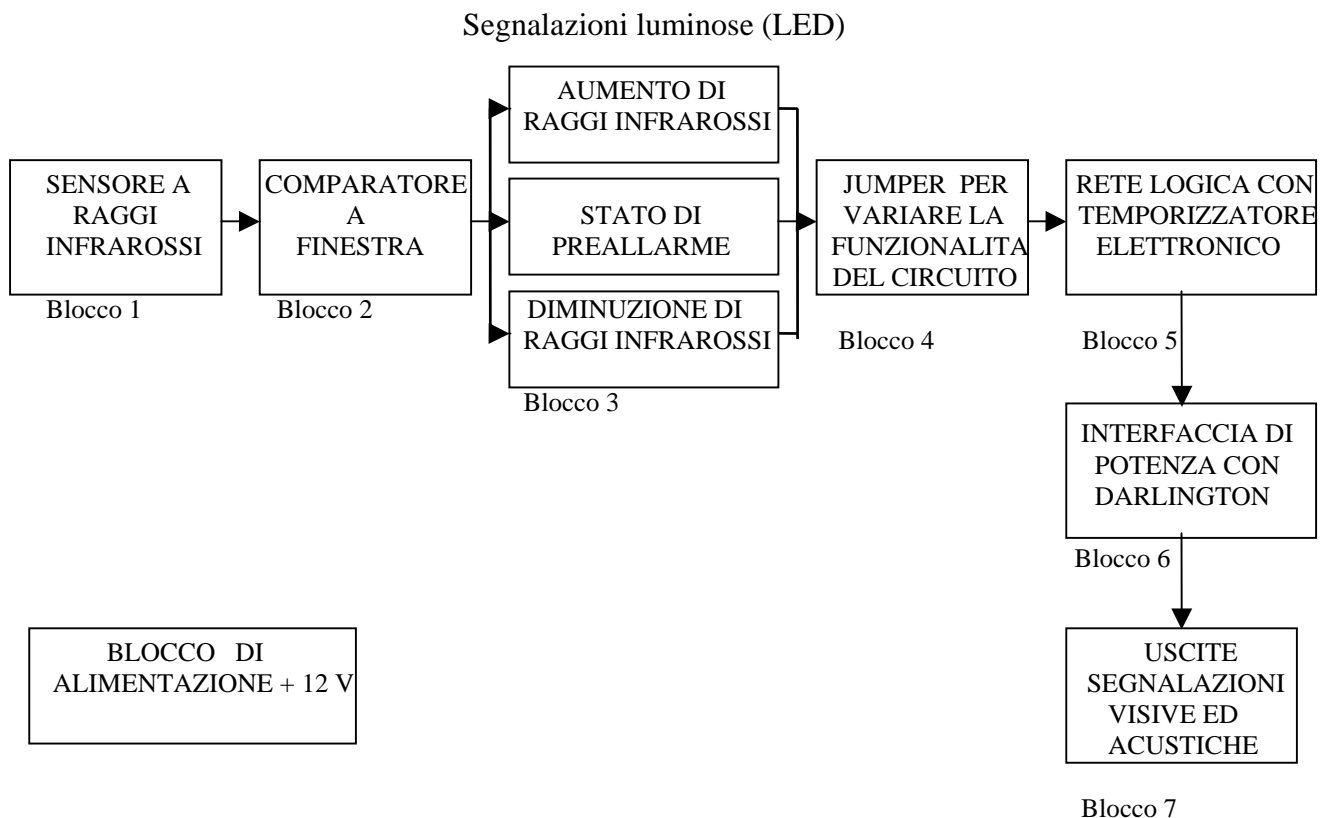 Segnalazioni luminose (LED)
AUMENTO DI
RAGGI INFRAROSSI
SENSORE A
RAGGI
INFRAROSSI
Blocco 1
COMPARATORE
A
FINESTRA
Blocco 2
STATO DI
PREALLARME
DIMINUZIONE DI
RAGGI INFRAROSSI
Blocco 3
JUMPER PER
VARIARE LA
FUNZIONALITA
DEL CIRCUITO
Blocco 4
RETE LOGICA CON
TEMPORIZZATORE
ELETTRONICO
Blocco 5
INTERFACCIA DI
POTENZA CON
DARLINGTON
Blocco 6
BLOCCO DI
ALIMENTAZIONE + 12 V
USCITE
SEGNALAZIONI
VISIVE ED
ACUSTICHE
Blocco 7